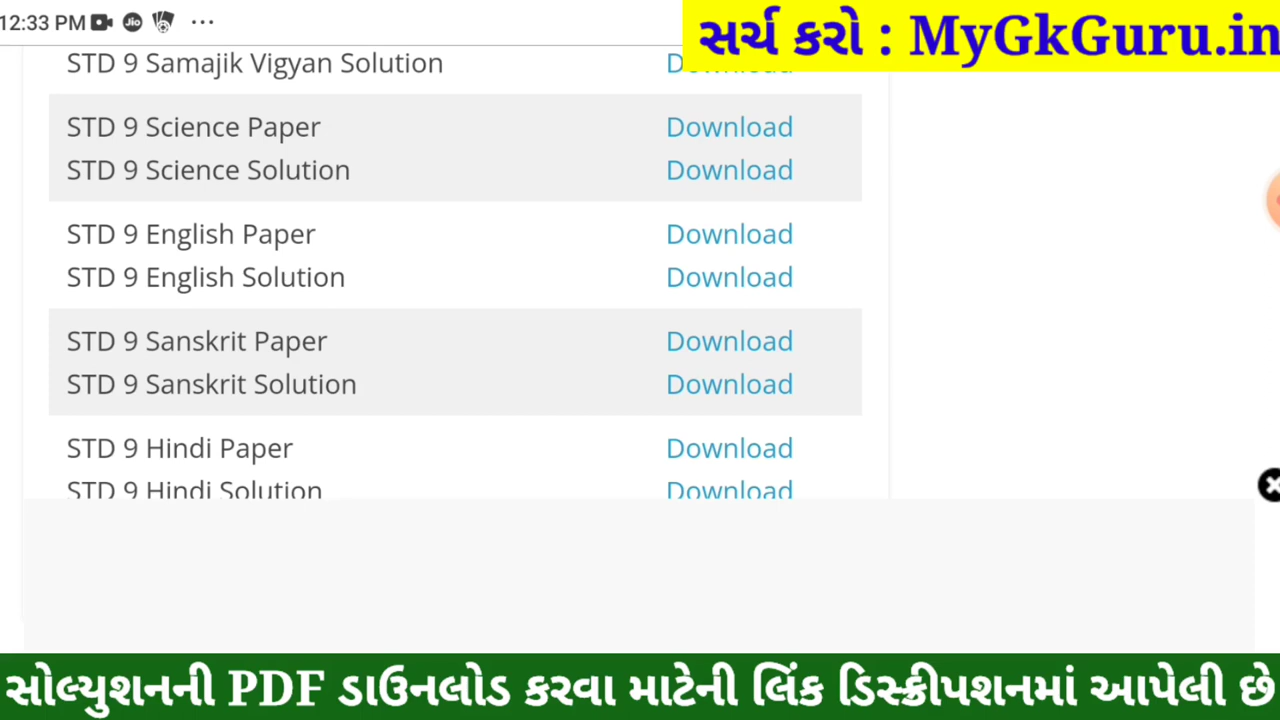 12:33 PM Jio ...
સર્ચ કરો : MyGkGuru.in
STD 9 Samajik Vigyan Solution Download
STD 9 Science Paper Download
STD 9 Science Solution Download
STD 9 English Paper Download
STD 9 English Solution Download
STD 9 Sanskrit Paper Download
STD 9 Sanskrit Solution Download
STD 9 Hindi Paper Download
STD 9 Hindi Solution Download
સોલ્યુશનની PDF ડાઉનલોડ કરવા માટેની લિંક ડિસ્ક્રીપશનમાં આપેલી છે